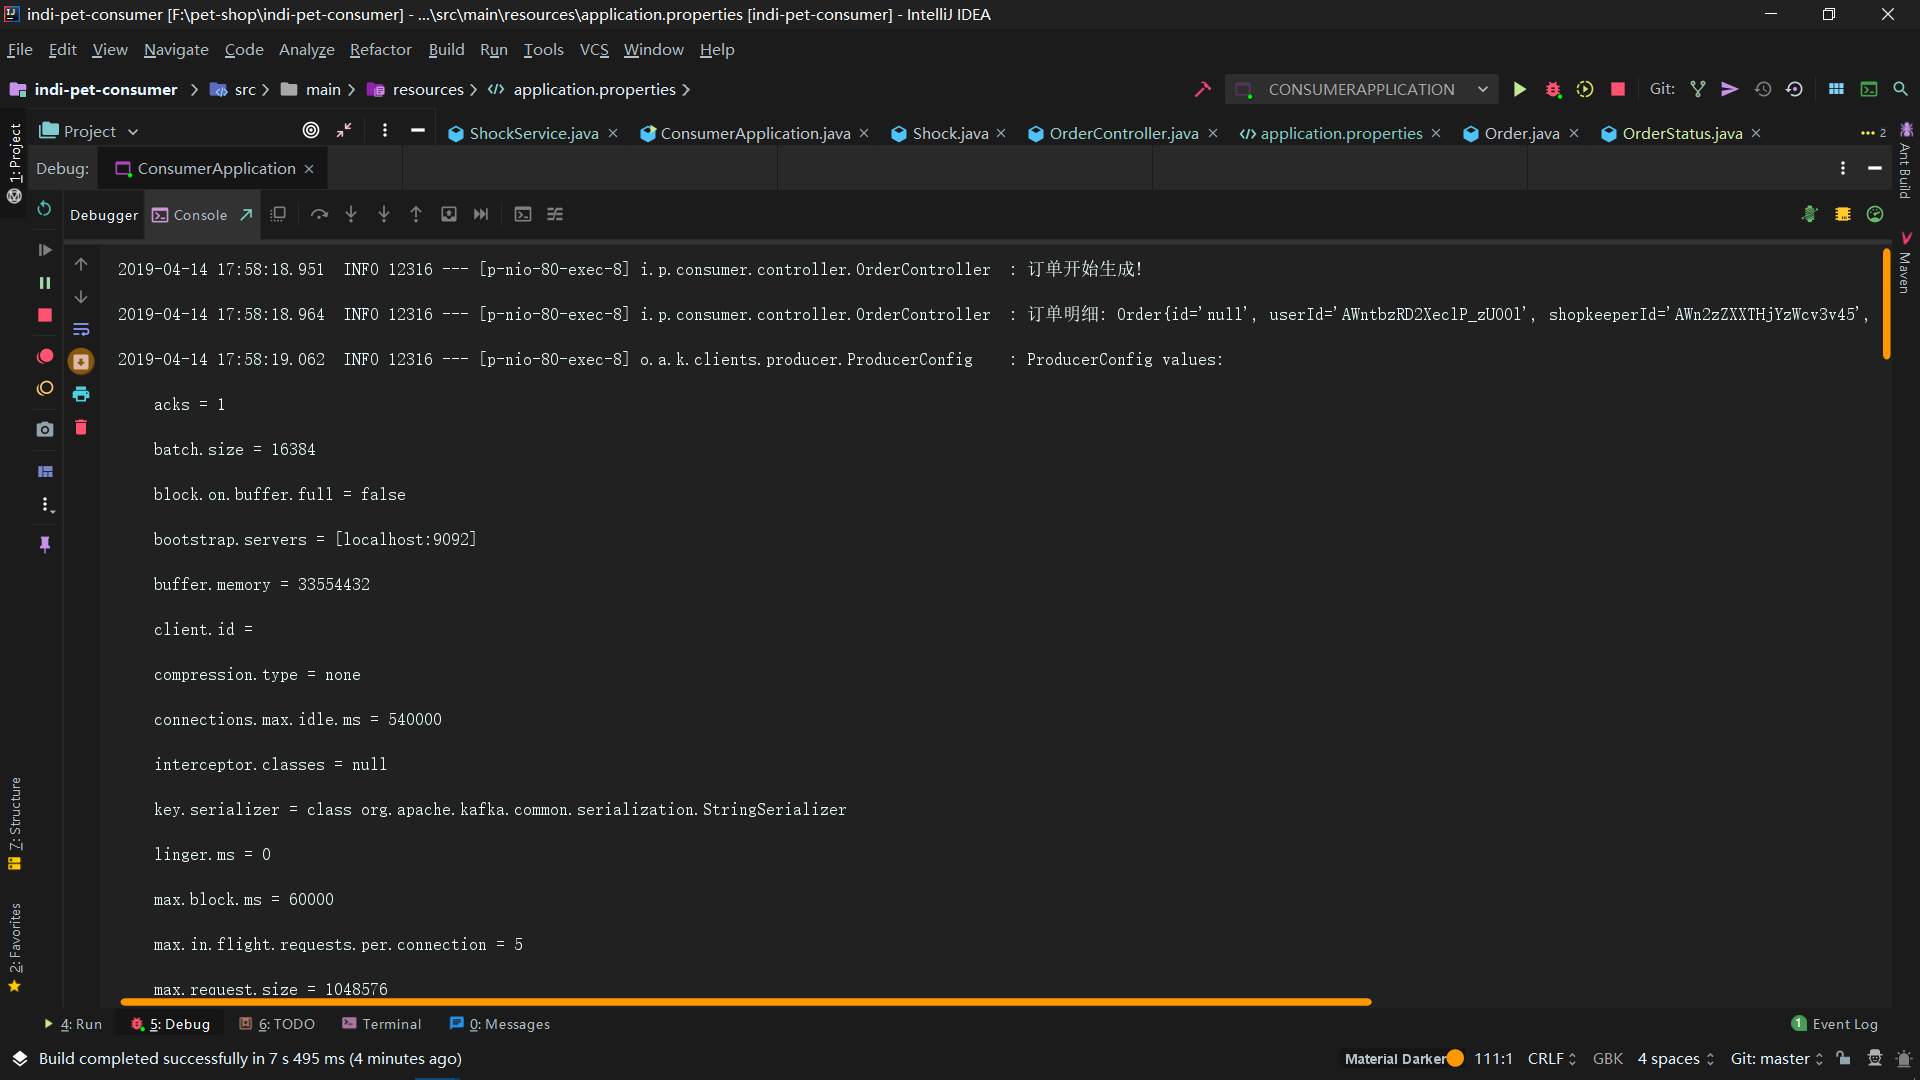 indi-pet-consumer [F:\pet-shop\indi-pet-consumer] - ...\src\main\resources\application.properties [indi-pet-consumer] - IntelliJ IDEA
File Edit View Navigate Code Analyze Refactor Build Run Tools VCS Window Help
indi-pet-consumer src main resources application.properties CONSUMERAPPLICATION Git:
Project ShockService.java ConsumerApplication.java Shock.java OrderController.java application.properties Order.java OrderStatus.java 2
1: Project
Ant Build
Debug: ConsumerApplication
Debugger Console
Maven
2019-04-14 17:58:18.951 INFO 12316 --- [p-nio-80-exec-8] i.p.consumer.controller.OrderController : 订单开始生成!
2019-04-14 17:58:18.964 INFO 12316 --- [p-nio-80-exec-8] i.p.consumer.controller.OrderController : 订单明细: Order{id='null', userId='AWntbzRD2XeclP_zU00l', shopkeeperId='AWn2zZXXTHjYzWcv3v45',
2019-04-14 17:58:19.062 INFO 12316 --- [p-nio-80-exec-8] o.a.k.clients.producer.ProducerConfig : ProducerConfig values:
acks = 1
batch.size = 16384
block.on.buffer.full = false
bootstrap.servers = [localhost:9092]
buffer.memory = 33554432
client.id =
compression.type = none
connections.max.idle.ms = 540000
interceptor.classes = null
key.serializer = class org.apache.kafka.common.serialization.StringSerializer
linger.ms = 0
max.block.ms = 60000
max.in.flight.requests.per.connection = 5
max.request.size = 1048576
7: Structure
2: Favorites
4: Run 5: Debug 6: TODO Terminal 0: Messages 1 Event Log
Build completed successfully in 7 s 495 ms (4 minutes ago) Material Darker 111:1 CRLF GBK 4 spaces Git: master